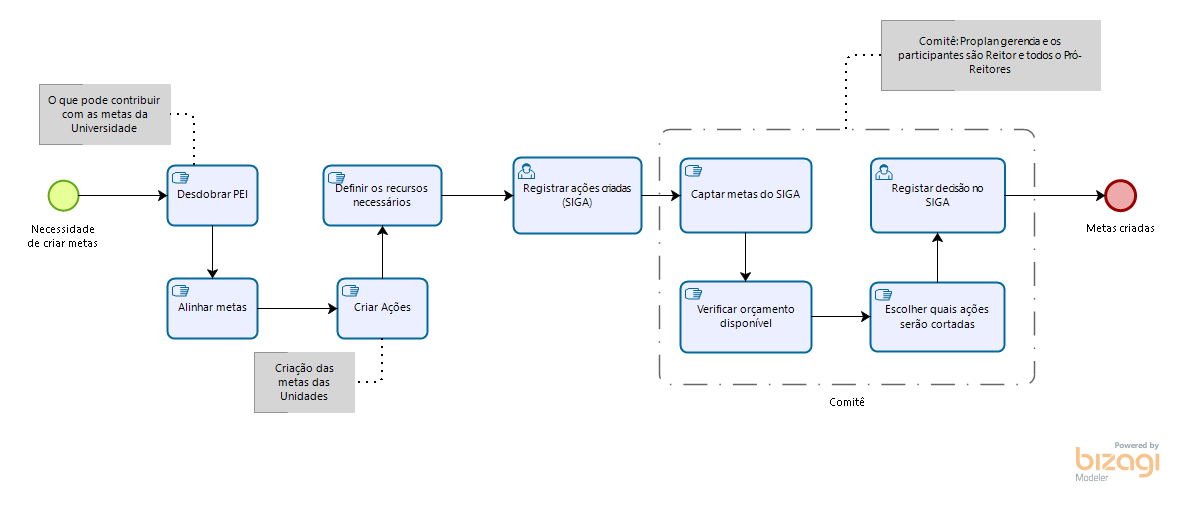 Comitê: Proplan gerencia e os
participantes são Reitor e todos o Pró-
Reitores
O que pode contribuir
com as metas da
Universidade
Desdobrar PEI
Definir os recursos
necessários
Registrar ações criadas
(SIGA)
Captar metas do SIGA
Registar decisão no
SIGA
Necessidade
de criar metas
Metas criadas
Alinhar metas
Criar Ações
Verificar orçamento
disponível
Escolher quais ações
serão cortadas
Criação das
metas das
Unidades
Comitê
Powered by
bizagi
Modeler